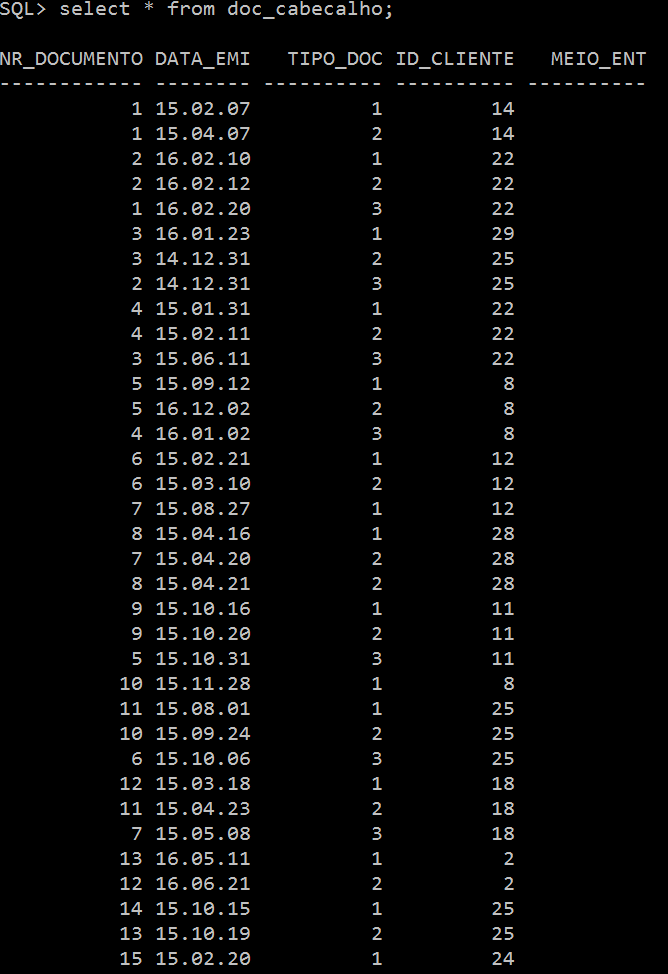 SQL> select * from doc_cabecalho;
NR_DOCUMENTO DATA_EMI TIPO_DOC ID_CLIENTE MEIO_ENT
------------ -------- ---------- ---------- ----------
1 15.02.07 1 14
1 15.04.07 2 14
2 16.02.10 1 22
2 16.02.12 2 22
1 16.02.20 3 22
3 16.01.23 1 29
3 14.12.31 2 25
2 14.12.31 3 25
4 15.01.31 1 22
4 15.02.11 2 22
3 15.06.11 3 22
5 15.09.12 1 8
5 16.12.02 2 8
4 16.01.02 3 8
6 15.02.21 1 12
6 15.03.10 2 12
7 15.08.27 1 12
8 15.04.16 1 28
7 15.04.20 2 28
8 15.04.21 2 28
9 15.10.16 1 11
9 15.10.20 2 11
5 15.10.31 3 11
10 15.11.28 1 8
11 15.08.01 1 25
10 15.09.24 2 25
6 15.10.06 3 25
12 15.03.18 1 18
11 15.04.23 2 18
7 15.05.08 3 18
13 16.05.11 1 2
12 16.06.21 2 2
14 15.10.15 1 25
13 15.10.19 2 25
15 15.02.20 1 24